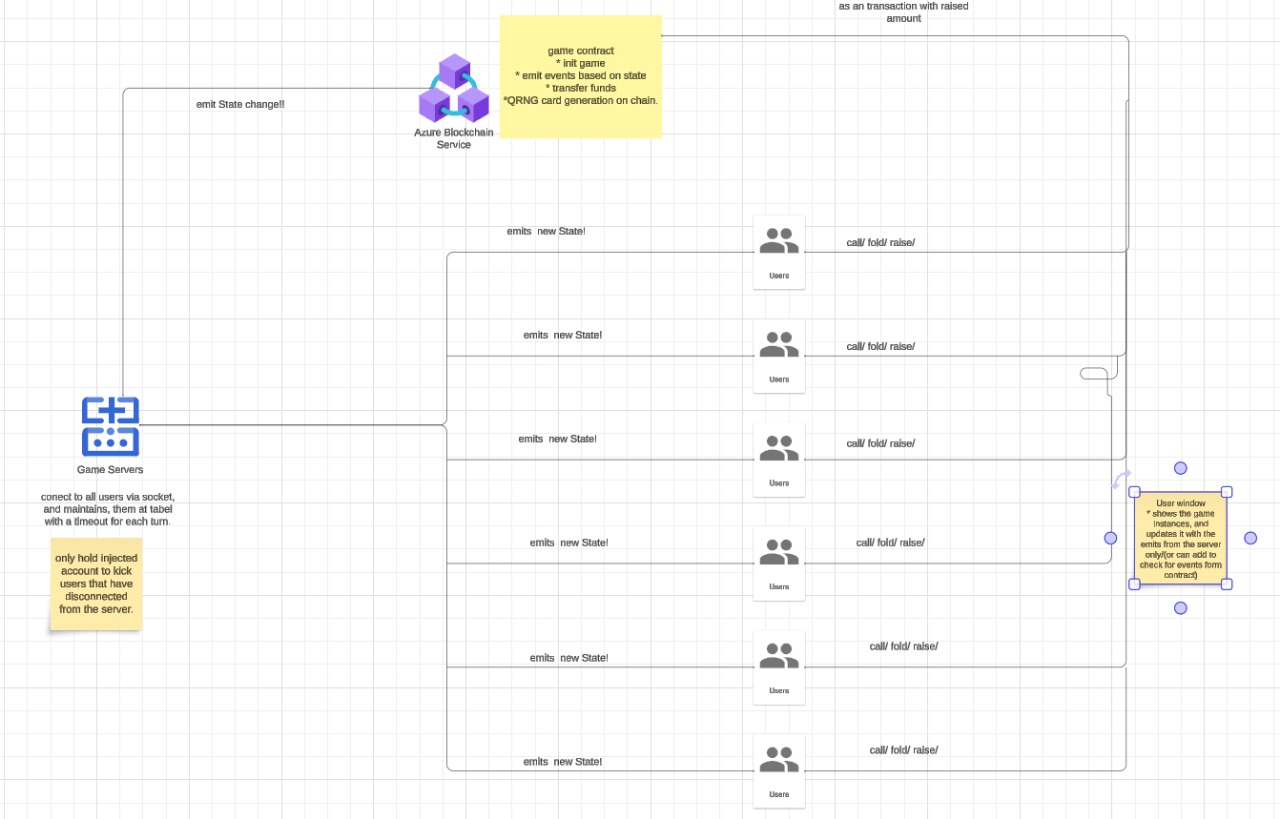 as an transaction with raised
amount
game contract
* init game
* emit events based on state
* transfer funds
*QRNG card generation on chain.
emit State change!!
Azure Blockchain
Service
emits new State!
call/ fold/ raise/
Users
emits new State!
call/ fold/ raise/
Users
emits new State!
call/ fold/ raise/
Users
Game Servers
conect to all users via socket,
and maintains, them at tabel
with a timeout for each turn.
only hold injected
account to kick
users that have
disconnected
from the server.
User window
* shows the game
instances, and
updates it with the
emits from the server
only/(or can add to
check for events form
contract)
emits new State!
call/ fold/ raise/
Users
emits new State!
call/ fold/ raise/
Users
emits new State!
call/ fold/ raise/
Users